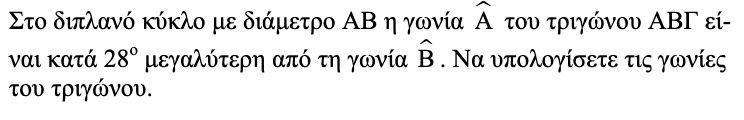 Στο διπλανό κύκλο με διάμετρο ΑΒ η γωνία Â του τριγώνου ΑΒΓ εί-
ναι κατά 28° μεγαλύτερη από τη γωνία B̂ . Να υπολογίσετε τις γωνίες
του τριγώνου.